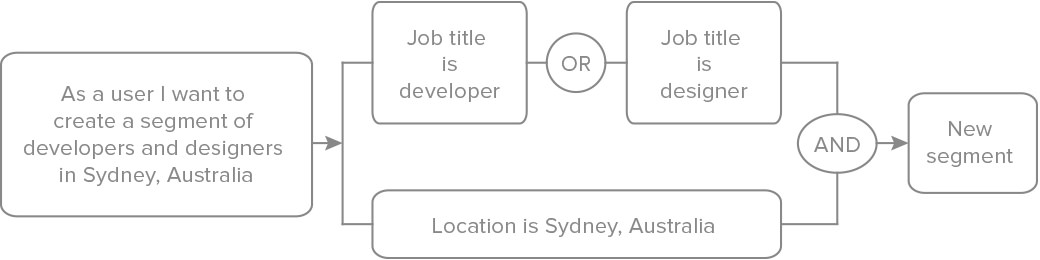 As a user I want to
create a segment of
developers and designers
in Sydney, Australia
Job title
is
developer
OR
Job title
is
designer
Location is Sydney, Australia
AND
New
segment